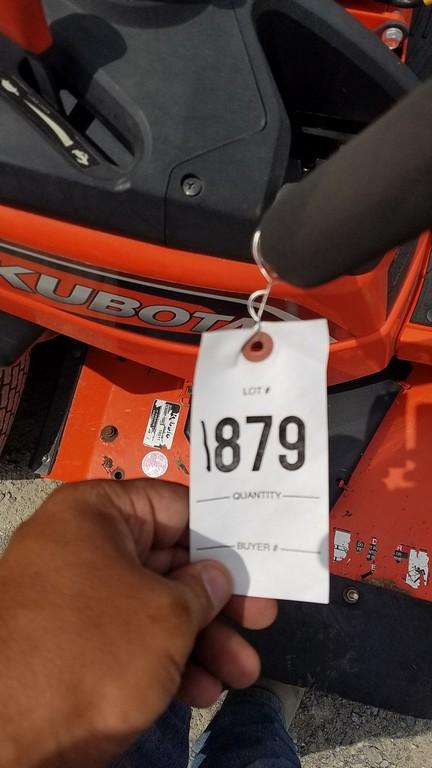 KUBOTA
LOT #
1879
QUANTITY
BUYER #